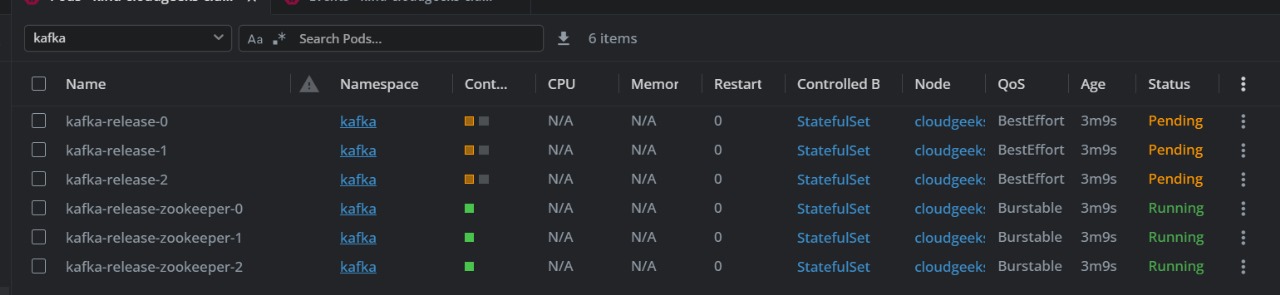 kafka Aa .* Search Pods... 6 items
Name Namespace Cont... CPU Memor Restart Controlled B Node QoS Age Status
kafka-release-0 kafka N/A N/A 0 StatefulSet cloudgeeks BestEffort 3m9s Pending
kafka-release-1 kafka N/A N/A 0 StatefulSet cloudgeeks BestEffort 3m9s Pending
kafka-release-2 kafka N/A N/A 0 StatefulSet cloudgeeks BestEffort 3m9s Pending
kafka-release-zookeeper-0 kafka N/A N/A 0 StatefulSet cloudgeeks Burstable 3m9s Running
kafka-release-zookeeper-1 kafka N/A N/A 0 StatefulSet cloudgeeks Burstable 3m9s Running
kafka-release-zookeeper-2 kafka N/A N/A 0 StatefulSet cloudgeeks Burstable 3m9s Running